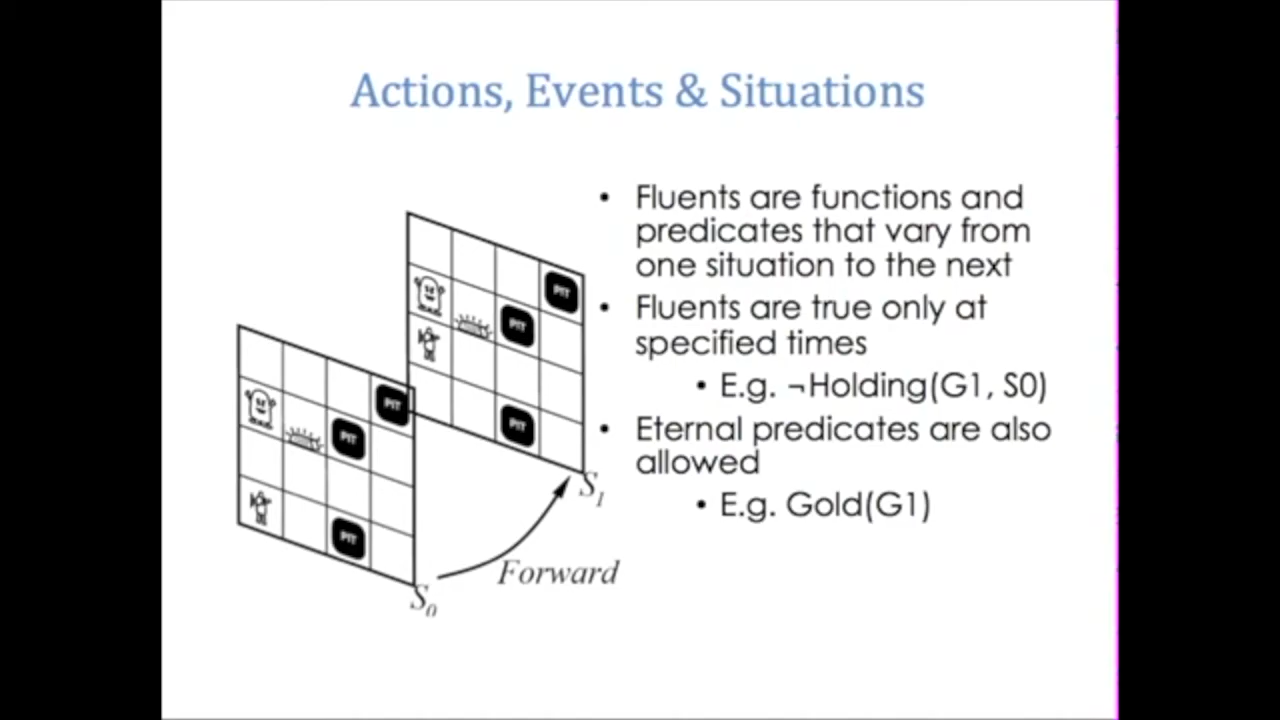 Actions, Events & Situations
• Fluents are functions and
predicates that vary from
one situation to the next
• Fluents are true only at
specified times
• E.g. ¬Holding(G1, S0)
• Eternal predicates are also
allowed
• E.g. Gold(G1)
PIT
PIT
PIT
S1
PIT
PIT
PIT
S0
Forward